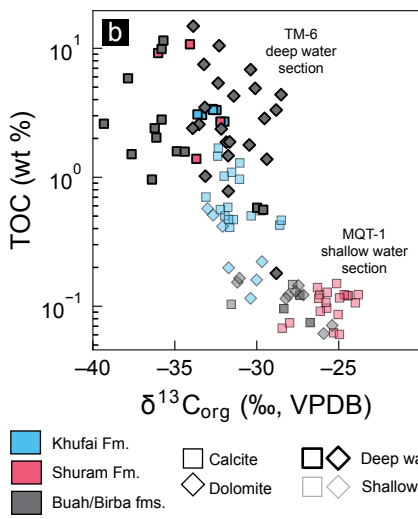 b
TM-6
deep water
section
MQT-1
shallow water
section
TOC (wt %)
10¹
10⁰
10⁻¹
−40
−35
−30
−25
δ¹³Corg (‰, VPDB)
Khufai Fm.
Shuram Fm.
Buah/Birba fms.
Calcite
Dolomite
Deep wa
Shallow